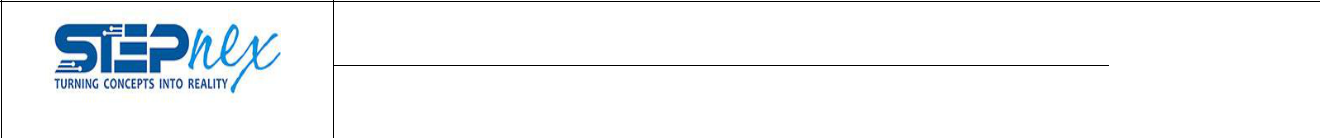 STEPnex
TURNING CONCEPTS INTO REALITY